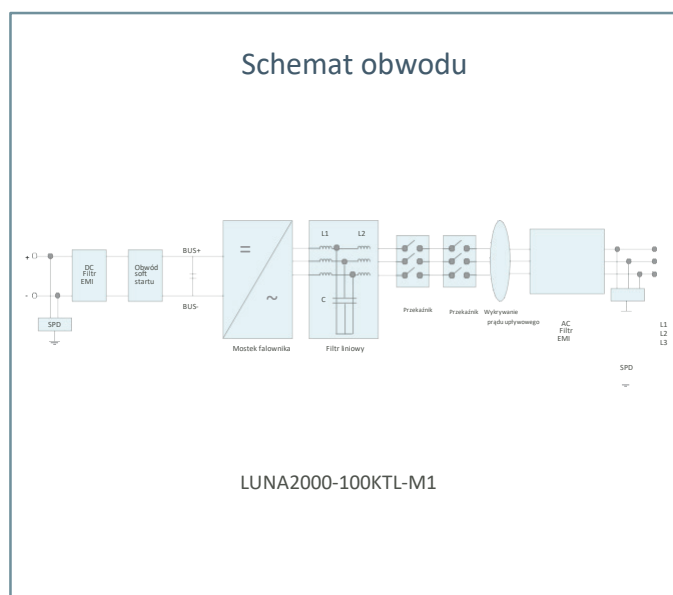 Schemat obwodu
L1 L2
+
DC
Filtr
EMI
Obwód
soft
startu
BUS+
=
~
-
BUS-
C
SPD
Mostek falownika
Filtr liniowy
Przekaźnik
Przekaźnik
Wykrywanie
prądu upływowego
AC
Filtr
EMI
L1
L2
L3
SPD
LUNA2000-100KTL-M1